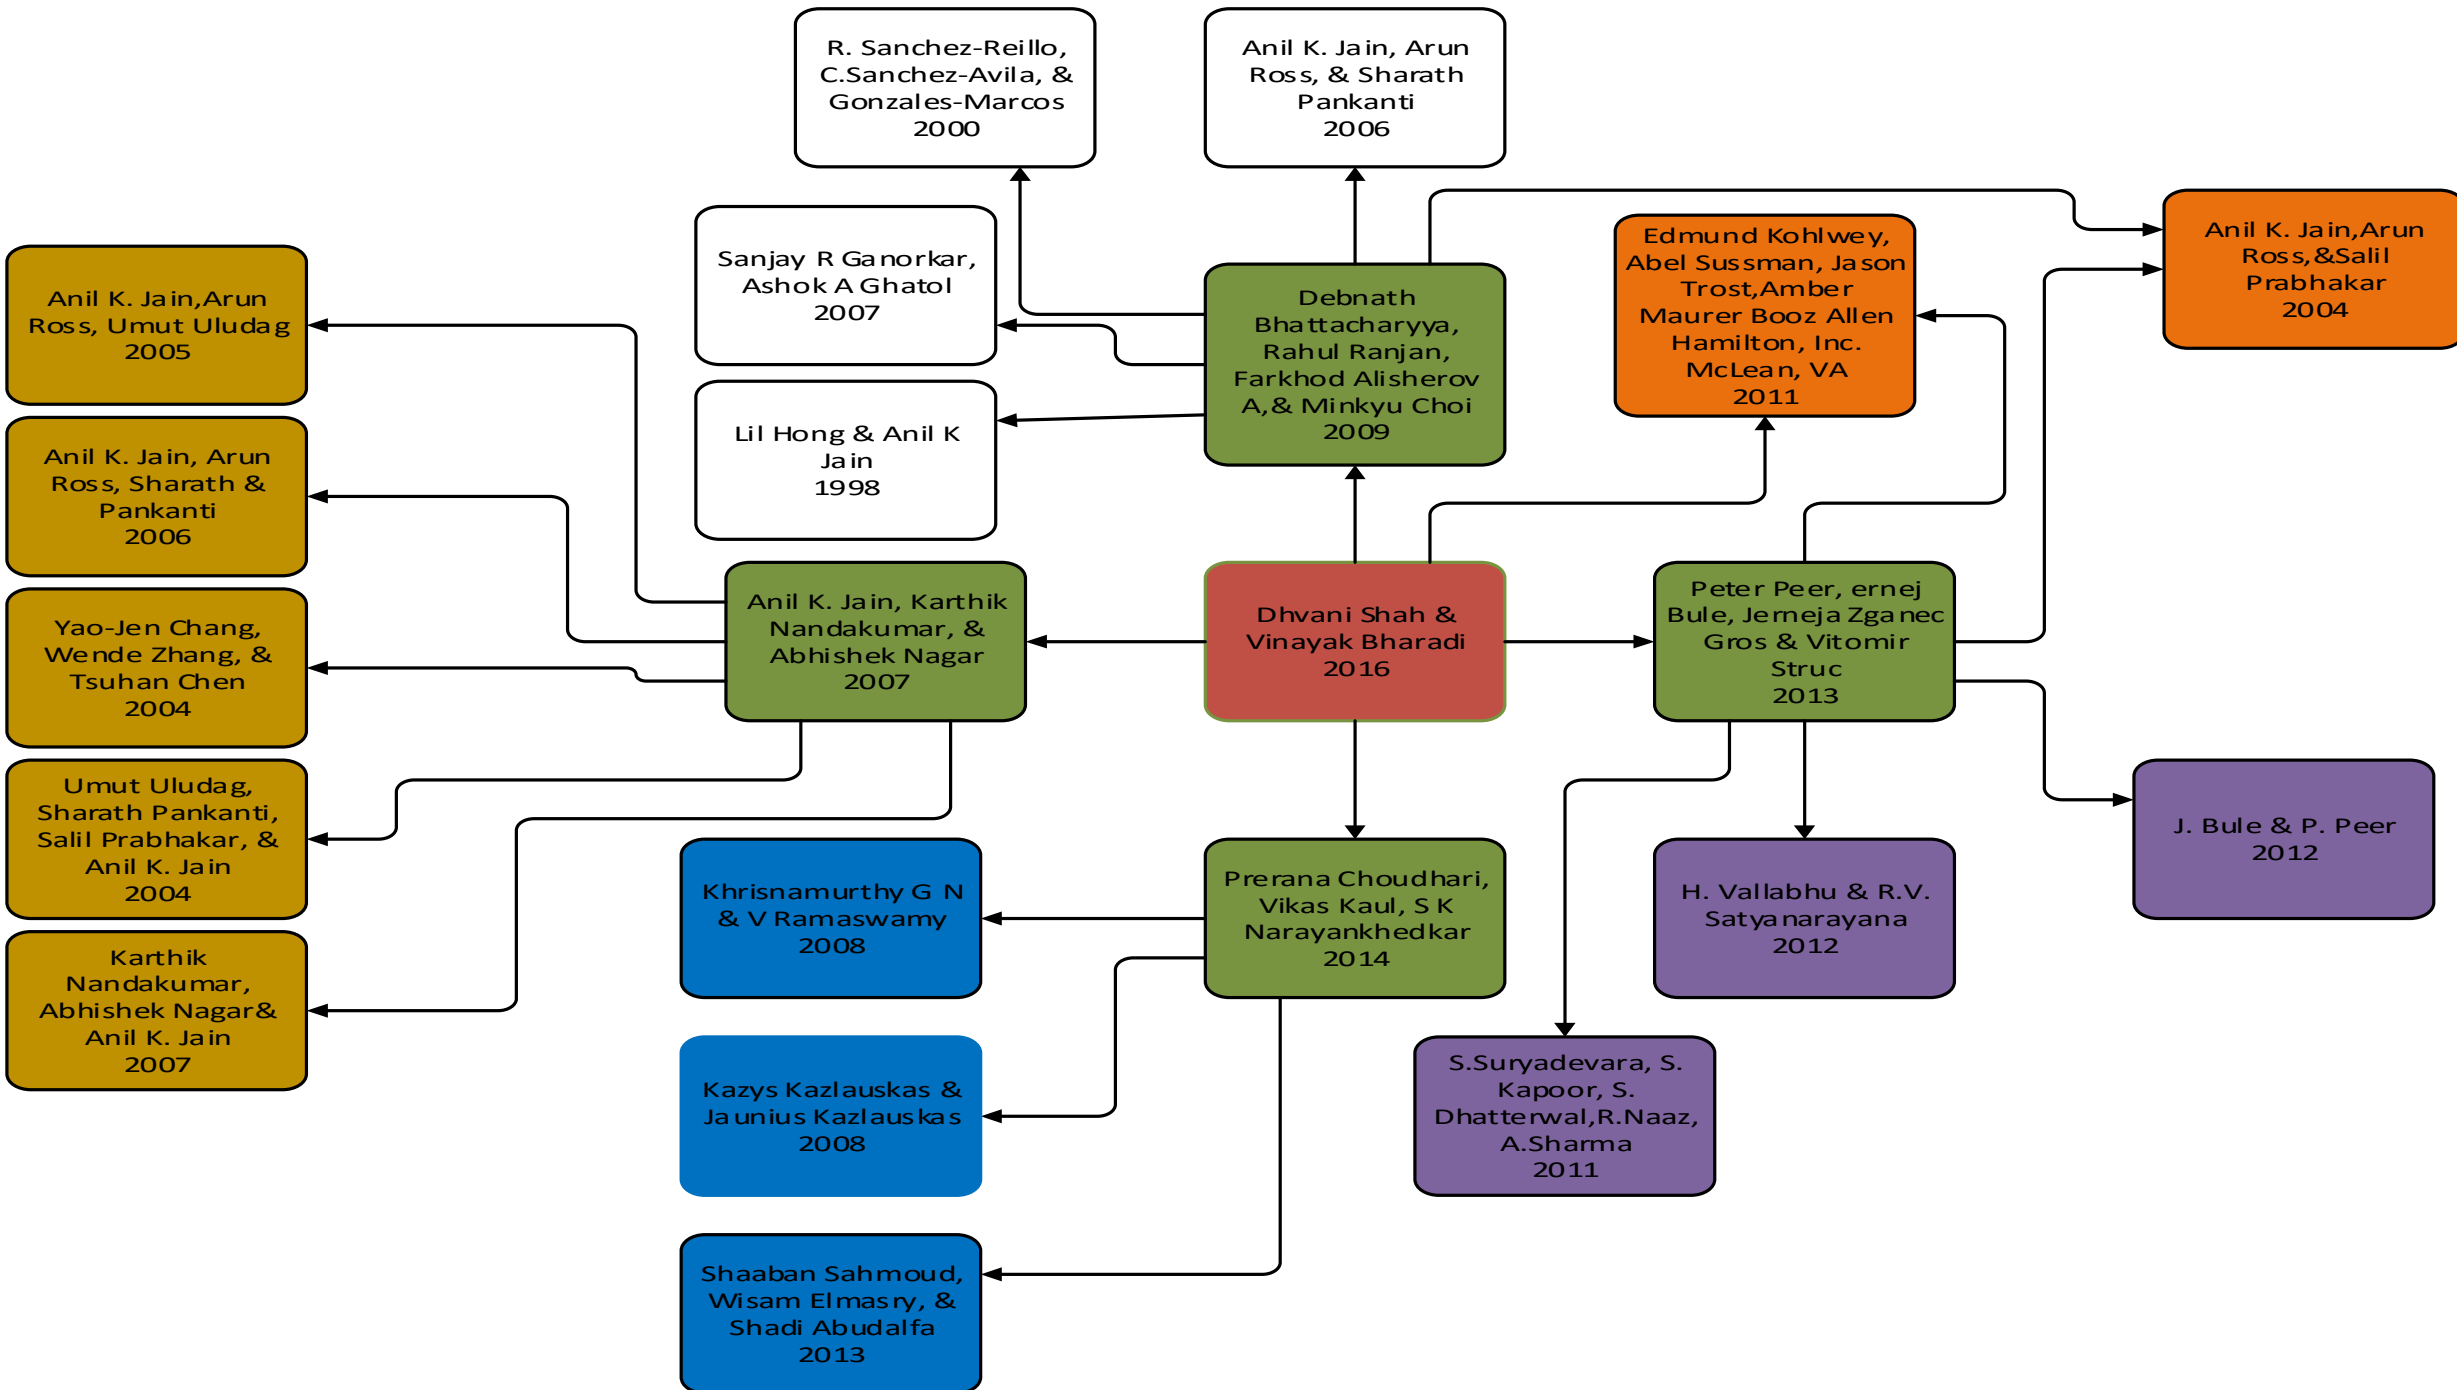 R. Sanchez-Reillo,
C.Sanchez-Avila, &
Gonzales-Marcos
2000
Anil K. Jain, Arun
Ross, & Sharath
Pankanti
2006
Sanjay R Ganorkar,
Ashok A Ghatol
2007
Lil Hong & Anil K
Jain
1998
Debnath
Bhattacharyya,
Rahul Ranjan,
Farkhod Alisherov
A,& Minkyu Choi
2009
Edmund Kohlwey,
Abel Sussman, Jason
Trost,Amber
Maurer Booz Allen
Hamilton, Inc.
McLean, VA
2011
Anil K. Jain,Arun
Ross,&Salil
Prabhakar
2004
Anil K. Jain,Arun
Ross, Umut Uludag
2005
Anil K. Jain, Arun
Ross, Sharath &
Pankanti
2006
Yao-Jen Chang,
Wende Zhang, &
Tsuhan Chen
2004
Umut Uludag,
Sharath Pankanti,
Salil Prabhakar, &
Anil K. Jain
2004
Karthik
Nandakumar,
Abhishek Nagar&
Anil K. Jain
2007
Anil K. Jain, Karthik
Nandakumar, &
Abhishek Nagar
2007
Dhvani Shah &
Vinayak Bharadi
2016
Peter Peer, ernej
Bule, Jerneja Zganec
Gros & Vitomir
Struc
2013
Khrisnamurthy G N
& V Ramaswamy
2008
Kazys Kazlauskas &
Jaunius Kazlauskas
2008
Shaaban Sahmoud,
Wisam Elmasry, &
Shadi Abudalfa
2013
Prerana Choudhari,
Vikas Kaul, S K
Narayankhedkar
2014
S.Suryadevara, S.
Kapoor, S.
Dhatterwal,R.Naaz,
A.Sharma
2011
H. Vallabhu & R.V.
Satyanarayana
2012
J. Bule & P. Peer
2012